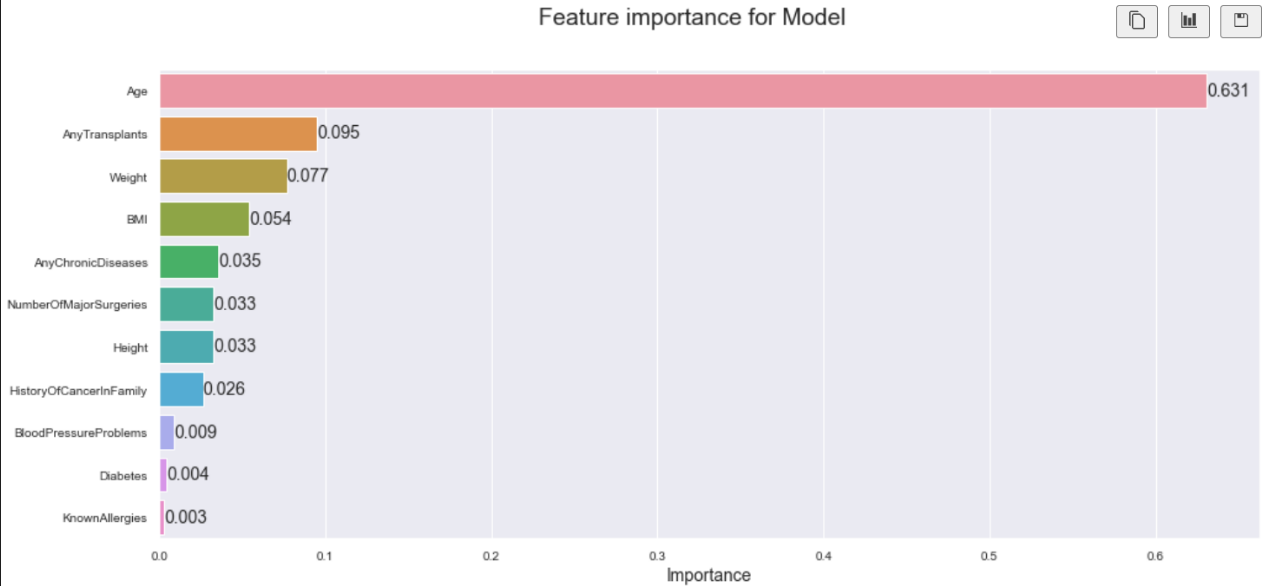 Feature importance for Model
Age 0.631
AnyTransplants 0.095
Weight 0.077
BMI 0.054
AnyChronicDiseases 0.035
NumberOfMajorSurgeries 0.033
Height 0.033
HistoryOfCancerInFamily 0.026
BloodPressureProblems 0.009
Diabetes 0.004
KnownAllergies 0.003
0.0 0.1 0.2 0.3 0.4 0.5 0.6
Importance